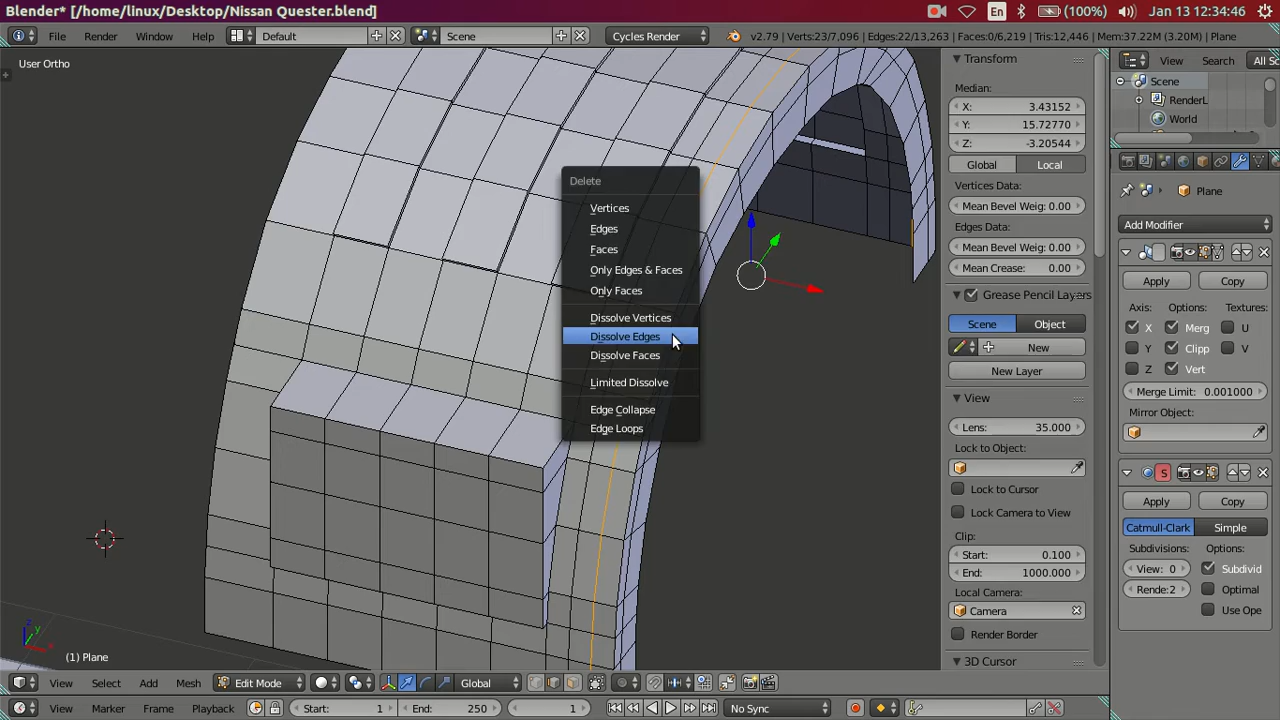 Blender* [/home/linux/Desktop/Nissan Quester.blend]
En
(100%)
Jan 13 12:34:46
File Render Window Help
Default
Scene
Cycles Render
v2.79 | Verts:23/7,096 | Edges:22/13,263 | Faces:0/6,219 | Tris:12,446 | Mem:37.22M (3.20M) | Plane
View Search All Sc
User Ortho
Transform
Median:
X: 3.43152
Y: 15.72770
Z: -3.20544
Global Local
Vertices Data:
Mean Bevel Weight: 0.00
Edges Data:
Mean Bevel Weight: 0.00
Mean Crease: 0.00
Grease Pencil Layers
Scene Object
New
New Layer
View
Lens: 35.000
Lock to Object:
Lock to Cursor
Lock Camera to View
Clip:
Start: 0.100
End: 1000.000
Local Camera:
Camera
Render Border
3D Cursor
Scene
RenderL
World
Plane
Add Modifier
Apply Copy
Axis: Options: Textures:
X Merg U
Y Clipp V
Z Vert
Merge Limit: 0.001000
Mirror Object:
S
Apply Copy
Catmull-Clark Simple
Subdivisions: Options:
View: 0 Subdivid
Rende: 2 Optimal
Use Ope
Delete
Vertices
Edges
Faces
Only Edges & Faces
Only Faces
Dissolve Vertices
Dissolve Edges
Dissolve Faces
Limited Dissolve
Edge Collapse
Edge Loops
z
y
x
(1) Plane
View Select Add Mesh Edit Mode Global
View Marker Frame Playback Start: 1 End: 250 1 No Sync